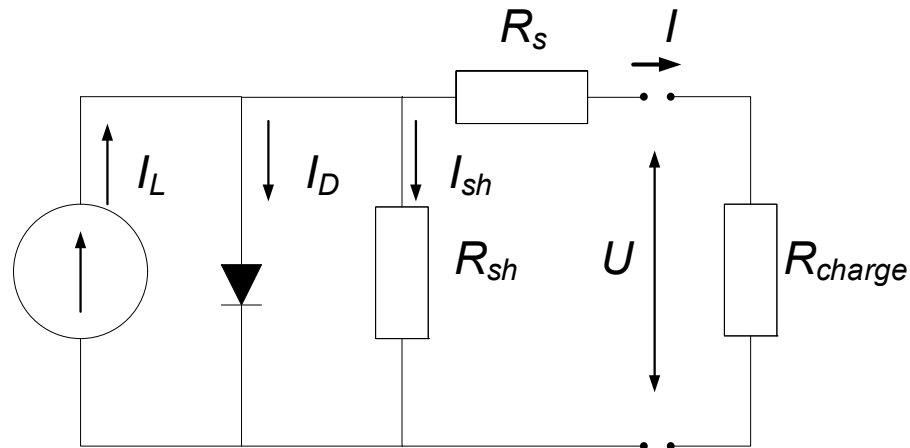 R_s
I
I_L
I_D
I_sh
R_sh
U
R_charge